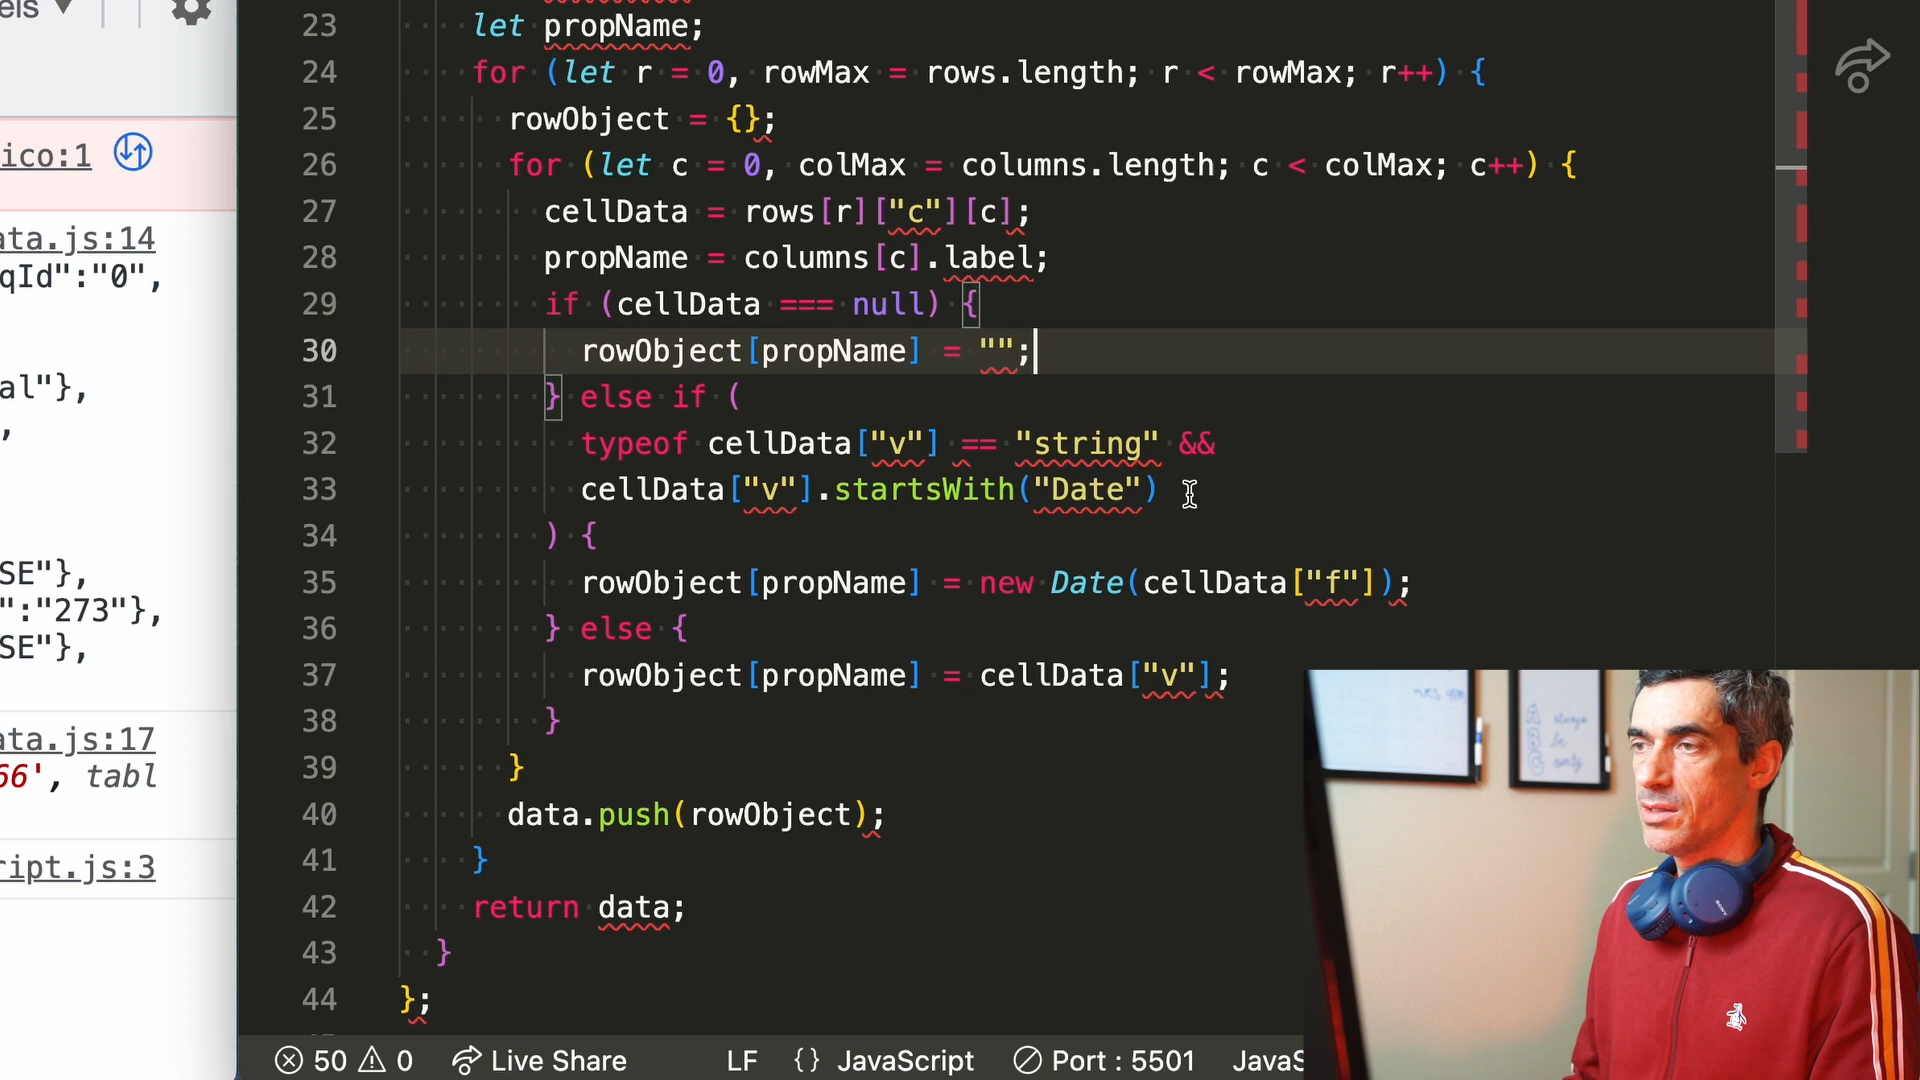 els
ico:1
ata.js:14
qId":"0",
al"},
,
SE"},
":"273"},
SE"},
ata.js:17
66', tabl
ript.js:3
23 let propName;
24 for (let r = 0, rowMax = rows.length; r < rowMax; r++) {
25 rowObject = {};
26 for (let c = 0, colMax = columns.length; c < colMax; c++) {
27 cellData = rows[r]["c"][c];
28 propName = columns[c].label;
29 if (cellData === null) {
30 rowObject[propName] = "";
31 } else if (
32 typeof cellData["v"] == "string" &&
33 cellData["v"].startsWith("Date")
34 ) {
35 rowObject[propName] = new Date(cellData["f"]);
36 } else {
37 rowObject[propName] = cellData["v"];
38 }
39 }
40 data.push(rowObject);
41 }
42 return data;
43 }
44 };
50 0 Live Share LF {} JavaScript Port : 5501 JavaS
always
be
SONY